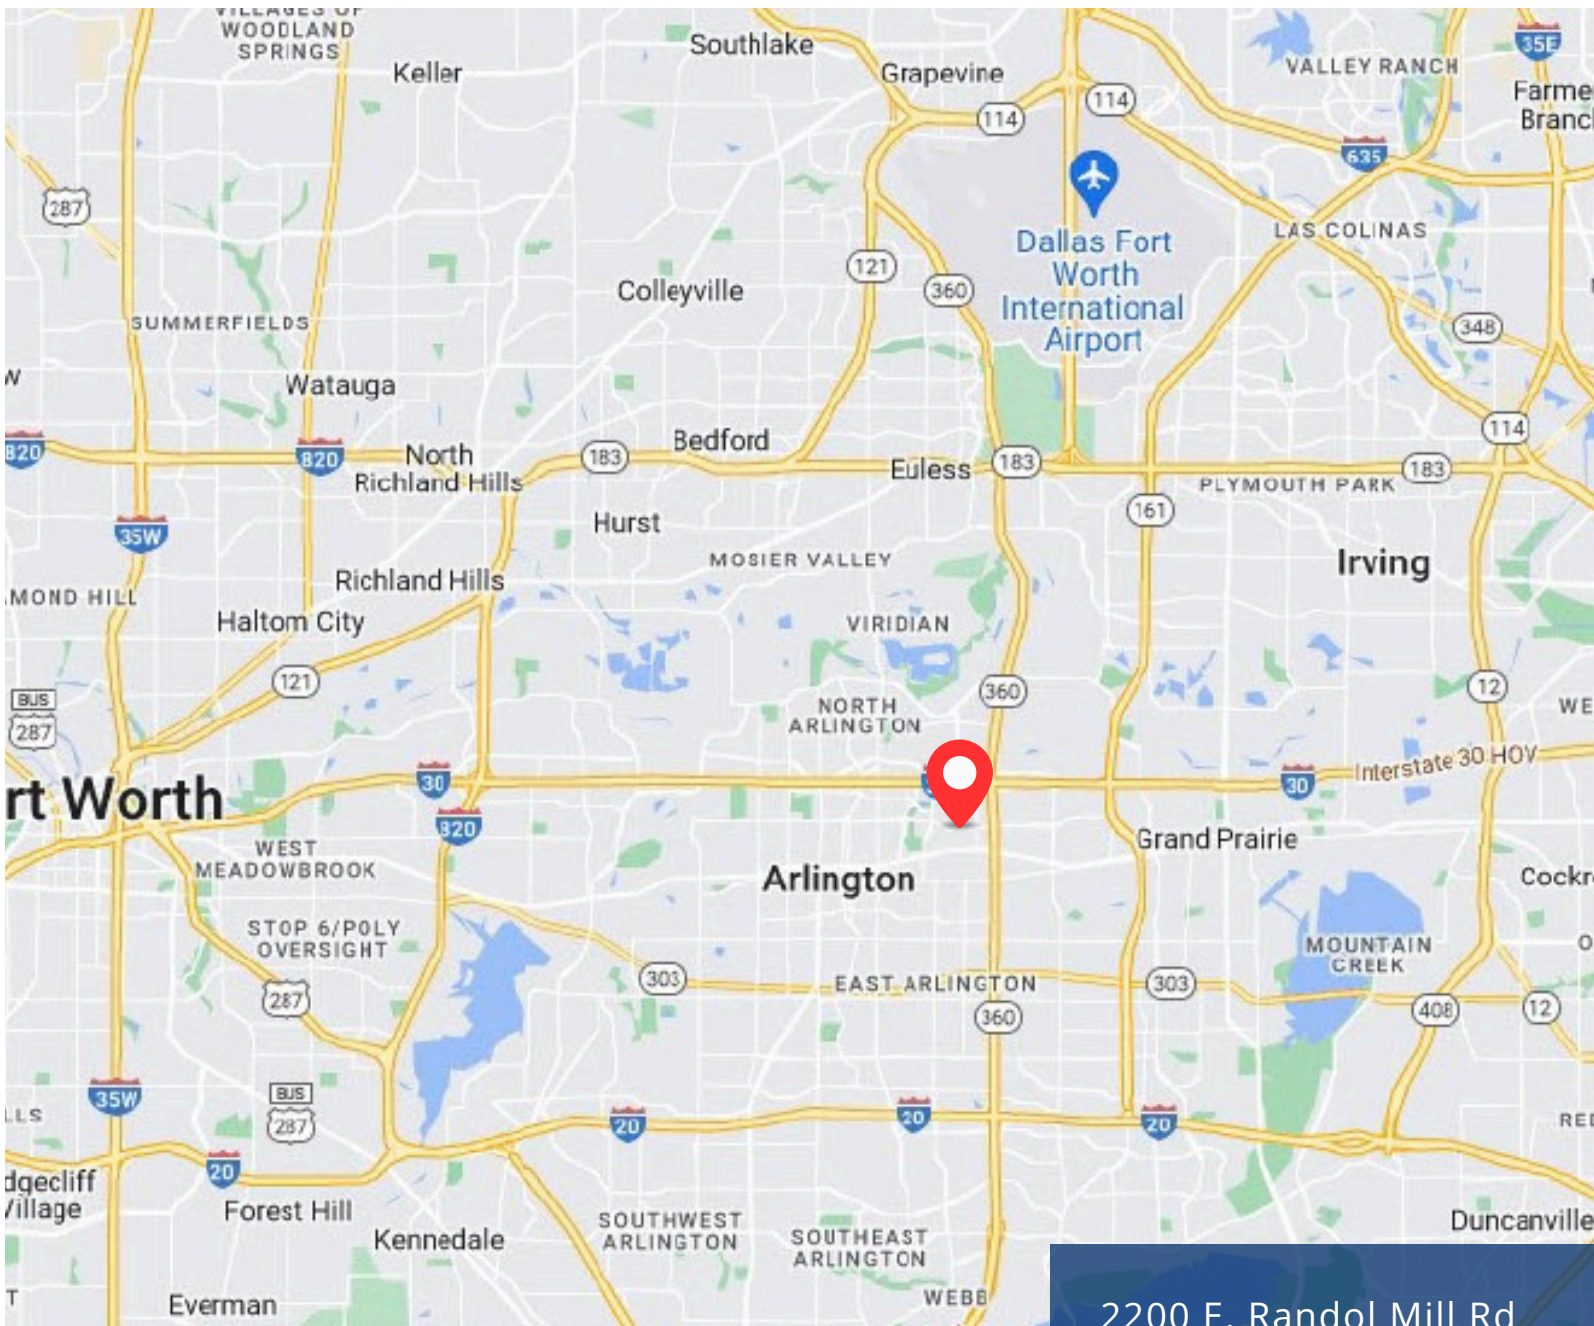 VILLAGES OF
WOODLAND
SPRINGS
Keller
Southlake
Grapevine
VALLEY RANCH
35E
Farme
Branch
114
114
635
287
Dallas Fort
Worth
International
Airport
LAS COLINAS
121
360
Colleyville
SUMMERFIELDS
348
W
Watauga
820
820
North
Richland Hills
183
Bedford
Euless
183
183
114
PLYMOUTH PARK
161
35W
Hurst
MOSIER VALLEY
Irving
Richland Hills
MOND HILL
Haltom City
VIRIDIAN
121
360
12
BUS
287
NORTH
ARLINGTON
WE
30
30
Interstate 30 HOV
rt Worth
820
Grand Prairie
WEST
MEADOWBROOK
Arlington
Cockr
STOP 6/POLY
OVERSIGHT
MOUNTAIN
CREEK
O
303
EAST ARLINGTON
303
287
360
408
12
35W
BUS
287
20
20
20
LLS
RED
20
dgecliff
Village
Forest Hill
Kennedale
SOUTHWEST
ARLINGTON
SOUTHEAST
ARLINGTON
Duncanville
T
Everman
WEBB
2200 E. Randol Mill Rd